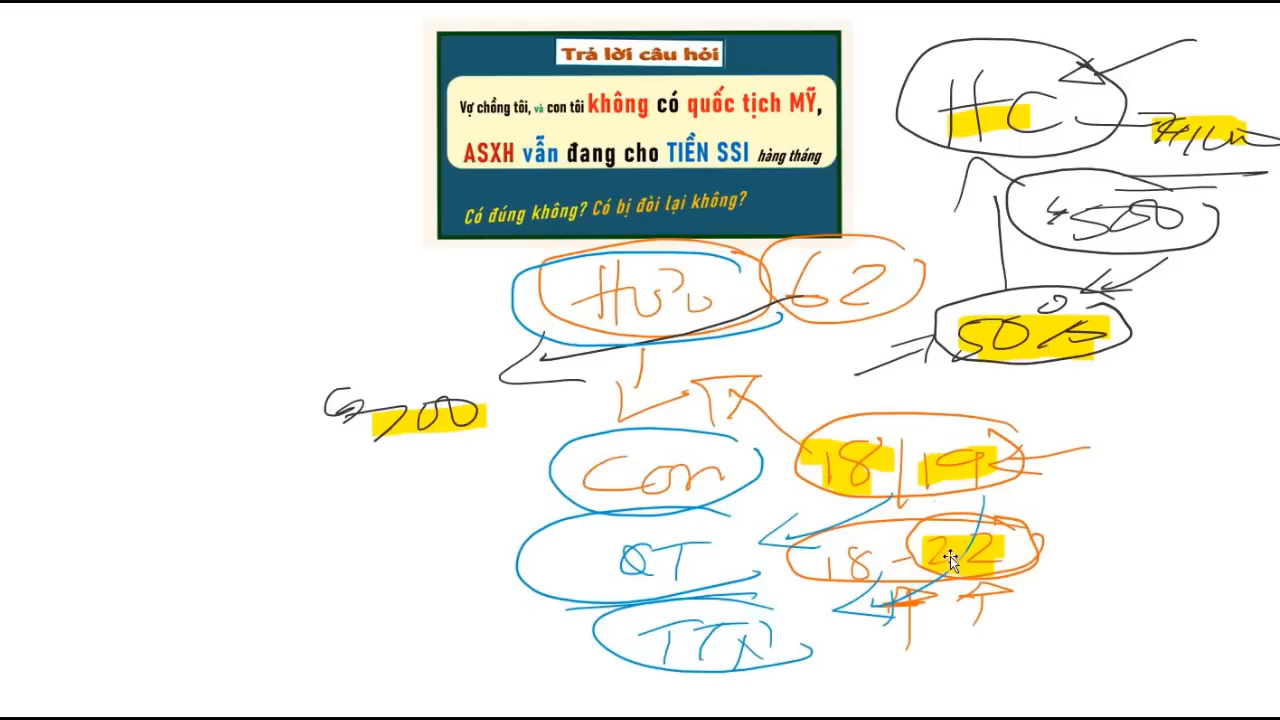 Trả lời câu hỏi
Vợ chồng tôi, và con tôi không có quốc tịch MỸ,
ASXH vẫn đang cho TIỀN SSI hàng tháng
Có đúng không? Có bị đòi lại không?
HC
4500
50%
Hưu 62
700
TX
Con 18 19
QT 18 - 22